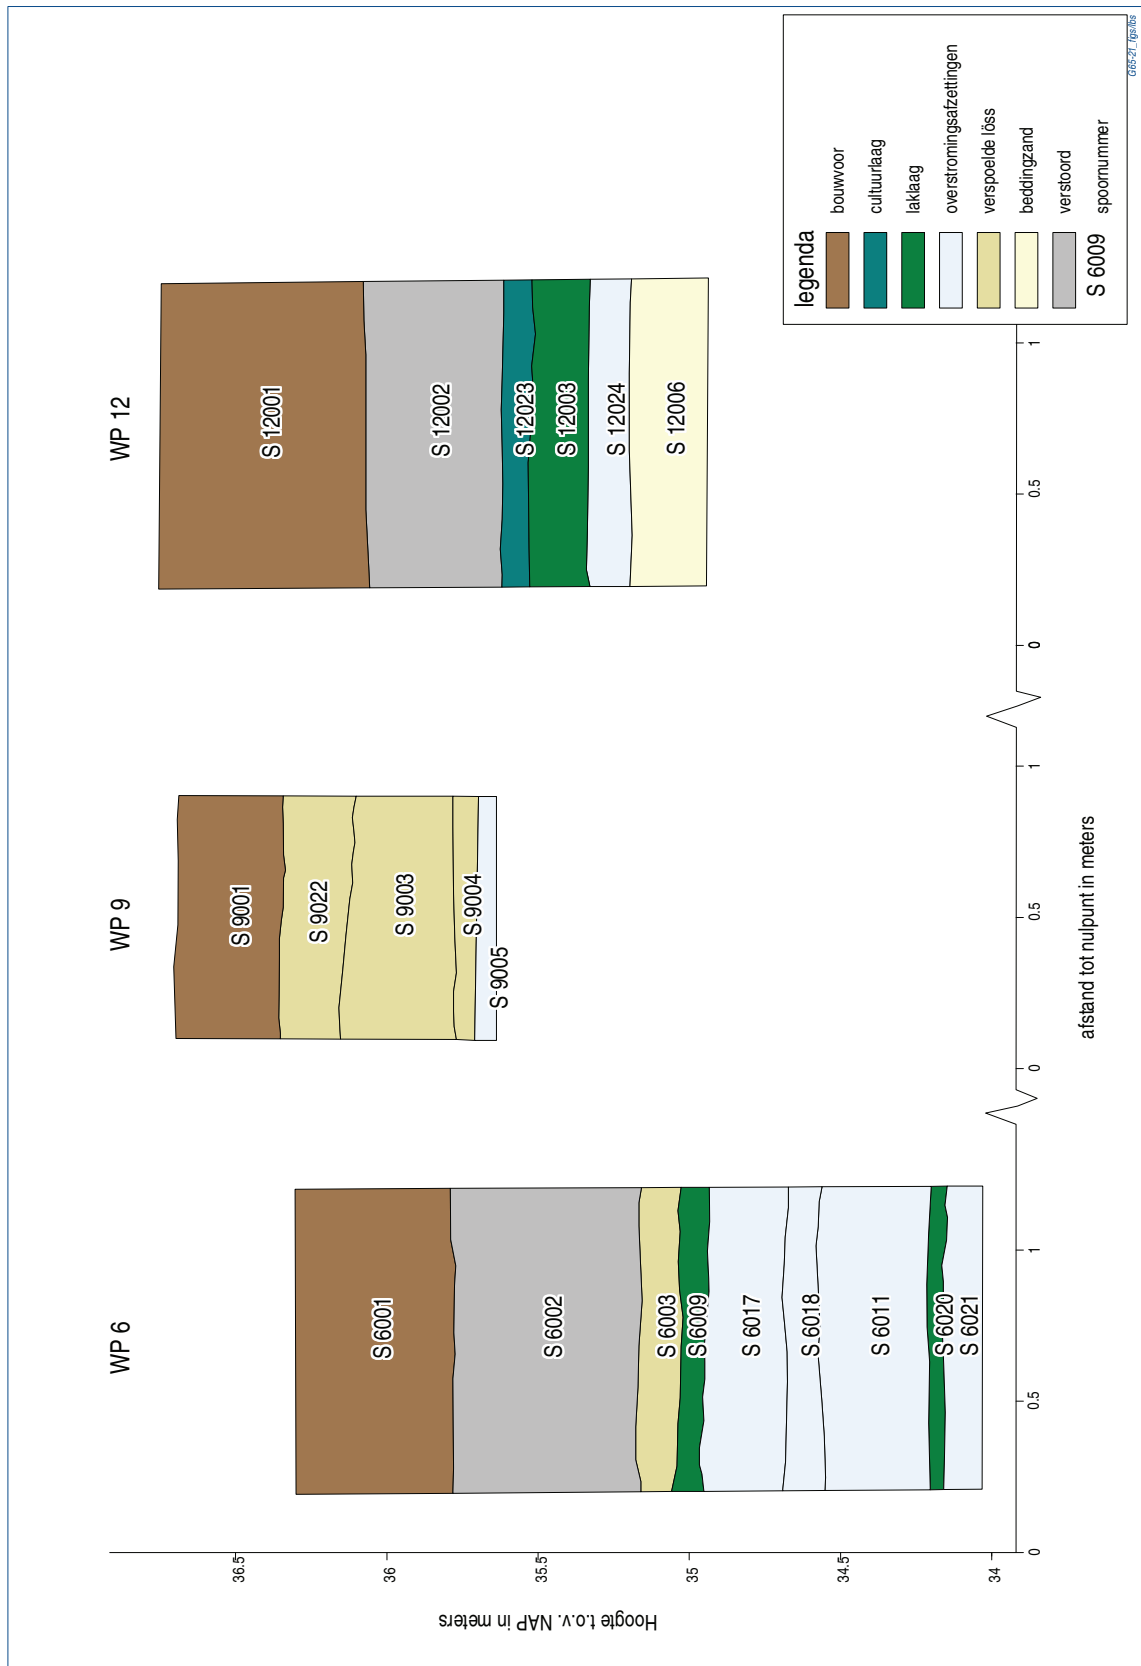 WP 6
WP 9
WP 12
S 6001
S 6002
S 6003
S 6009
S 6017
S 6018
S 6011
S 6020
S 6021
S 9001
S 9022
S 9003
S 9004
S 9005
S 12001
S 12002
S 12023
S 12003
S 12024
S 12006
Hoogte t.o.v. NAP in meters
36.5
36
35.5
35
34.5
34
0
0.5
1
0
0.5
1
0
0.5
1
afstand tot nulpunt in meters
legenda
bouwvoor
cultuurlaag
laklaag
overstromingsafzettingen
verspoelde löss
beddingzand
verstoord
S 6009 spoornummer